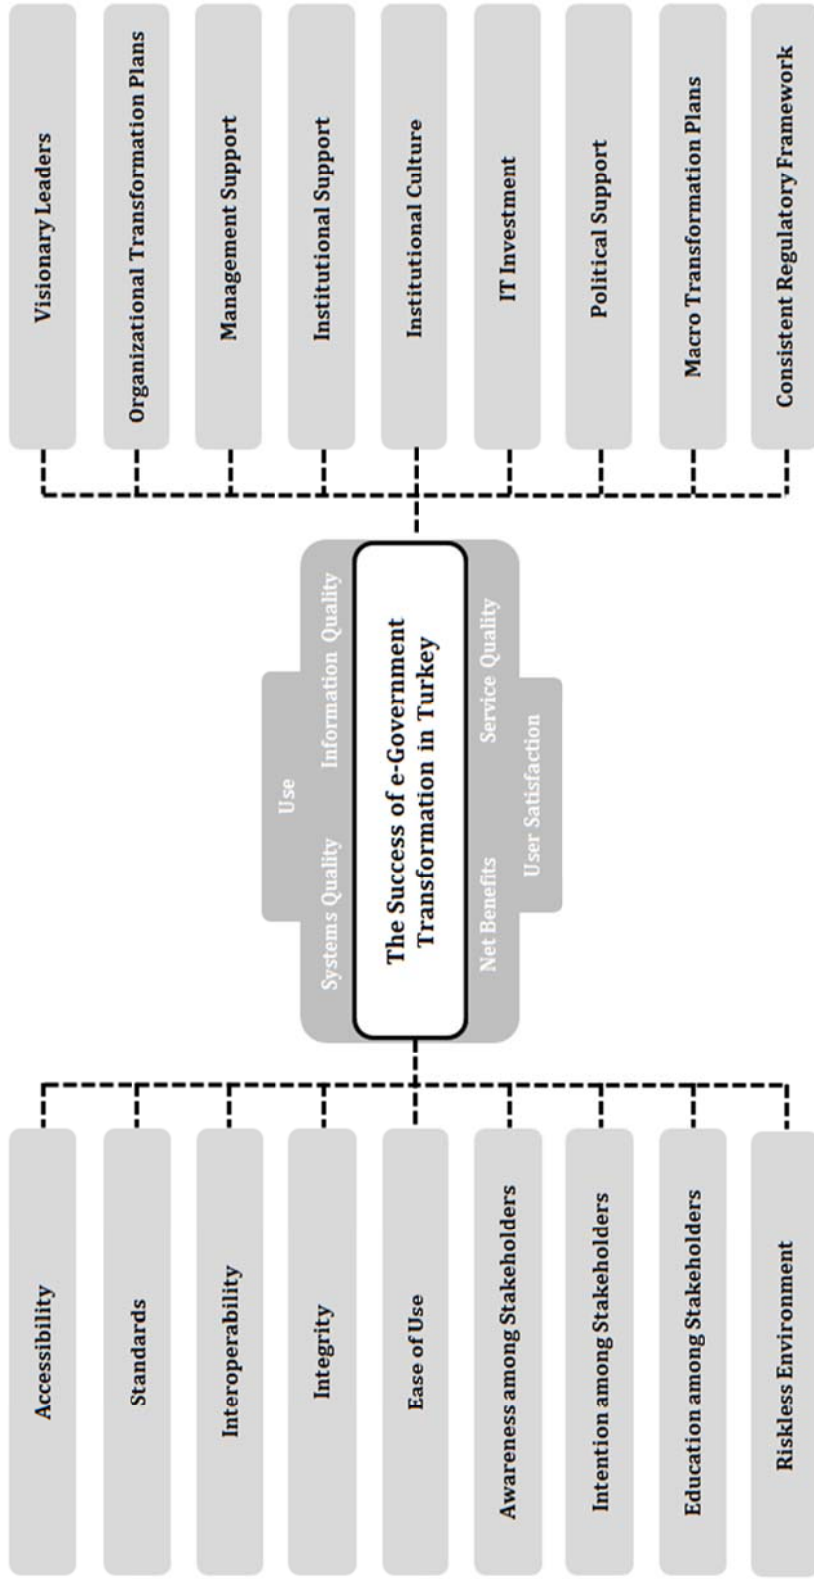 Accessibility
Standards
Interoperability
Integrity
Ease of Use
Awareness among Stakeholders
Intention among Stakeholders
Education among Stakeholders
Riskless Environment
Use
Systems Quality
Information Quality
The Success of e-Government
Transformation in Turkey
Net Benefits
Service Quality
User Satisfaction
Visionary Leaders
Organizational Transformation Plans
Management Support
Institutional Support
Institutional Culture
IT Investment
Political Support
Macro Transformation Plans
Consistent Regulatory Framework